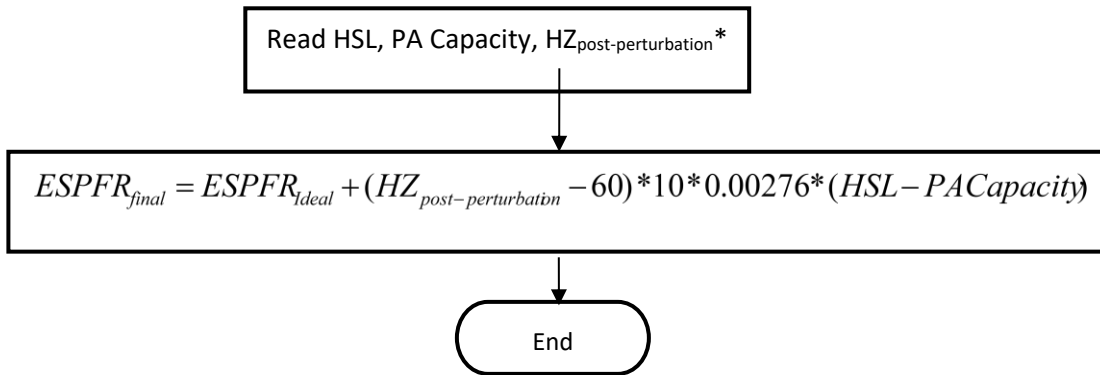 Read HSL, PA Capacity, HZpost-perturbation*
ESPFRfinal = ESPFRIdeal + (HZpost-perturbation − 60) * 10 * 0.00276 * (HSL − PACapacity)
End